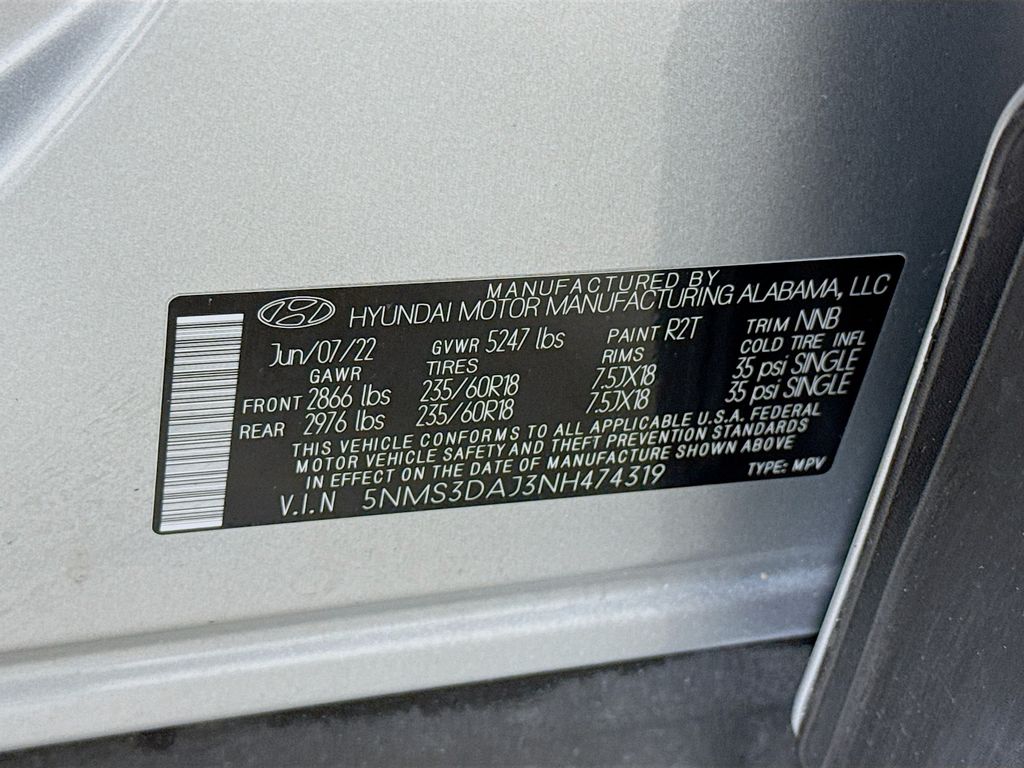 MANUFACTURED BY
HYUNDAI MOTOR MANUFACTURING ALABAMA, LLC
Jun/07/22 GVWR 5247 lbs PAINT R2T TRIM NNB
GAWR TIRES RIMS COLD TIRE INFL
FRONT 2866 lbs 235/60R18 7.5JX18 35 psi SINGLE
REAR 2976 lbs 235/60R18 7.5JX18 35 psi SINGLE
THIS VEHICLE CONFORMS TO ALL APPLICABLE U.S.A. FEDERAL
MOTOR VEHICLE SAFETY AND THEFT PREVENTION STANDARDS
IN EFFECT ON THE DATE OF MANUFACTURE SHOWN ABOVE
V.I.N 5NMS3DAJ3NH474319 TYPE: MPV